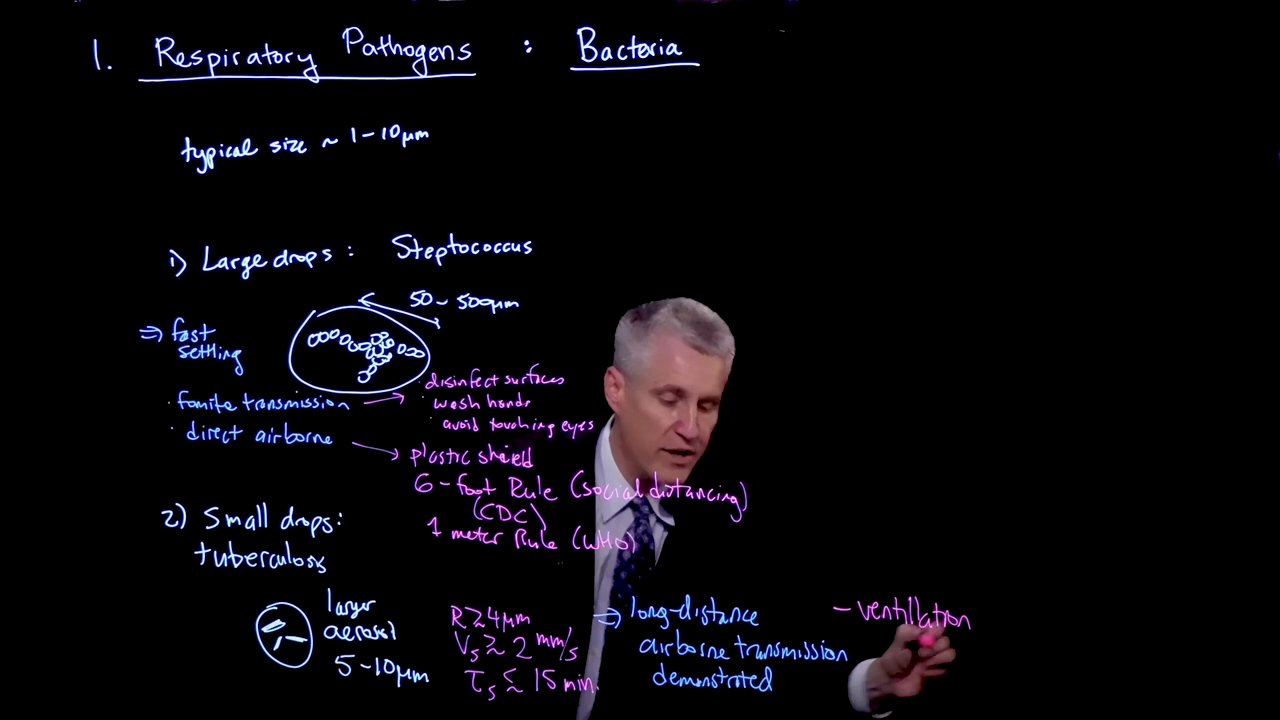 1. Respiratory Pathogens : Bacteria
typical size ~ 1-10μm
1) Large drops : Steptococcus
50 - 500μm
⇒ fast
settling
· fomite transmission
· direct airborne
· disinfect surfaces
· wash hands
· avoid touching eyes
plastic shield
6-foot Rule (social distancing)
(CDC)
1 meter Rule (WHO)
2) Small drops:
tuberculosis
larger
aerosol
5-10μm
R ≳ 4μm
Vs ≳ 2 mm/s
τs ≲ 15 min.
⇒ long-distance
airborne transmission
demonstrated
- ventillation